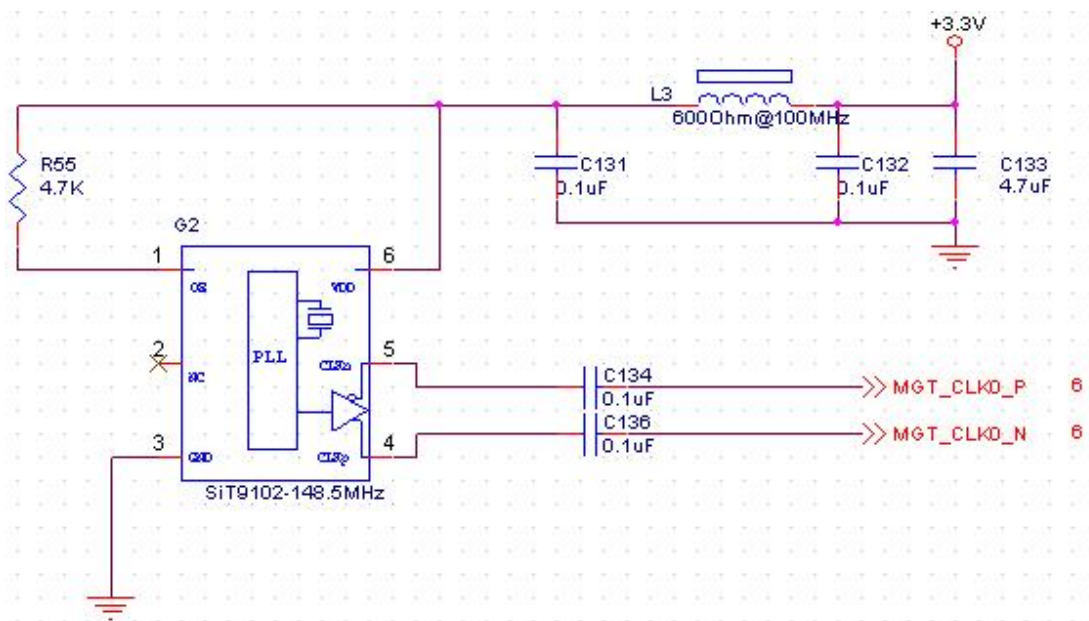 +3.3V
L3
600Ohm@100MHz
R55
4.7K
C131
0.1uF
C132
0.1uF
C133
4.7uF
G2
1
6
OE
VDD
2
5
NC
PLL
CLKn
C134
0.1uF
MGT_CLK0_P 6
C136
0.1uF
MGT_CLK0_N 6
3
4
GND
CLKp
SiT9102-148.5MHz